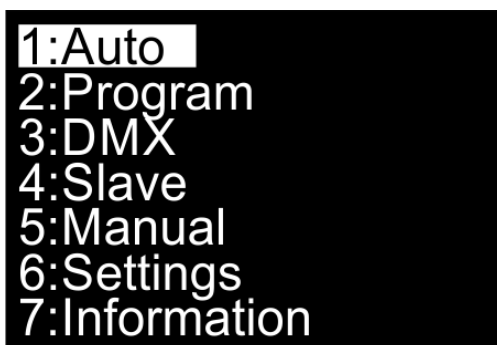 1:Auto
2:Program
3:DMX
4:Slave
5:Manual
6:Settings
7:Information